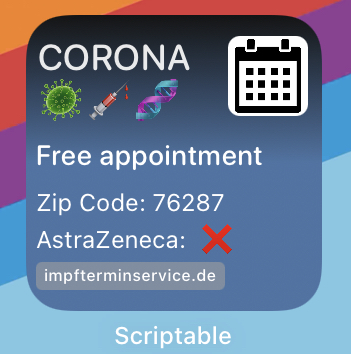 CORONA
Free appointment
Zip Code: 76287
AstraZeneca: ❌
impfterminservice.de
Scriptable